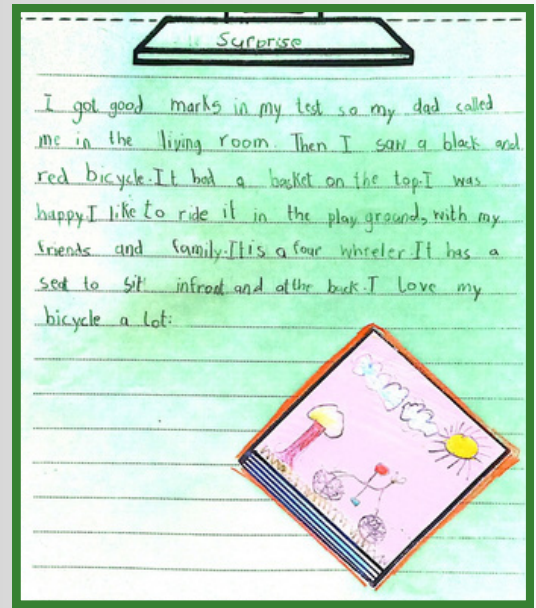 Surprise
I got good marks in my test so my dad called
me in the living room. Then I saw a black and
red bicycle. It had a basket on the top. I was
happy. I like to ride it in the play ground, with my
friends and family. It is a four wheeler. It has a
seat to sit infront and at the back. I love my
bicycle a lot.